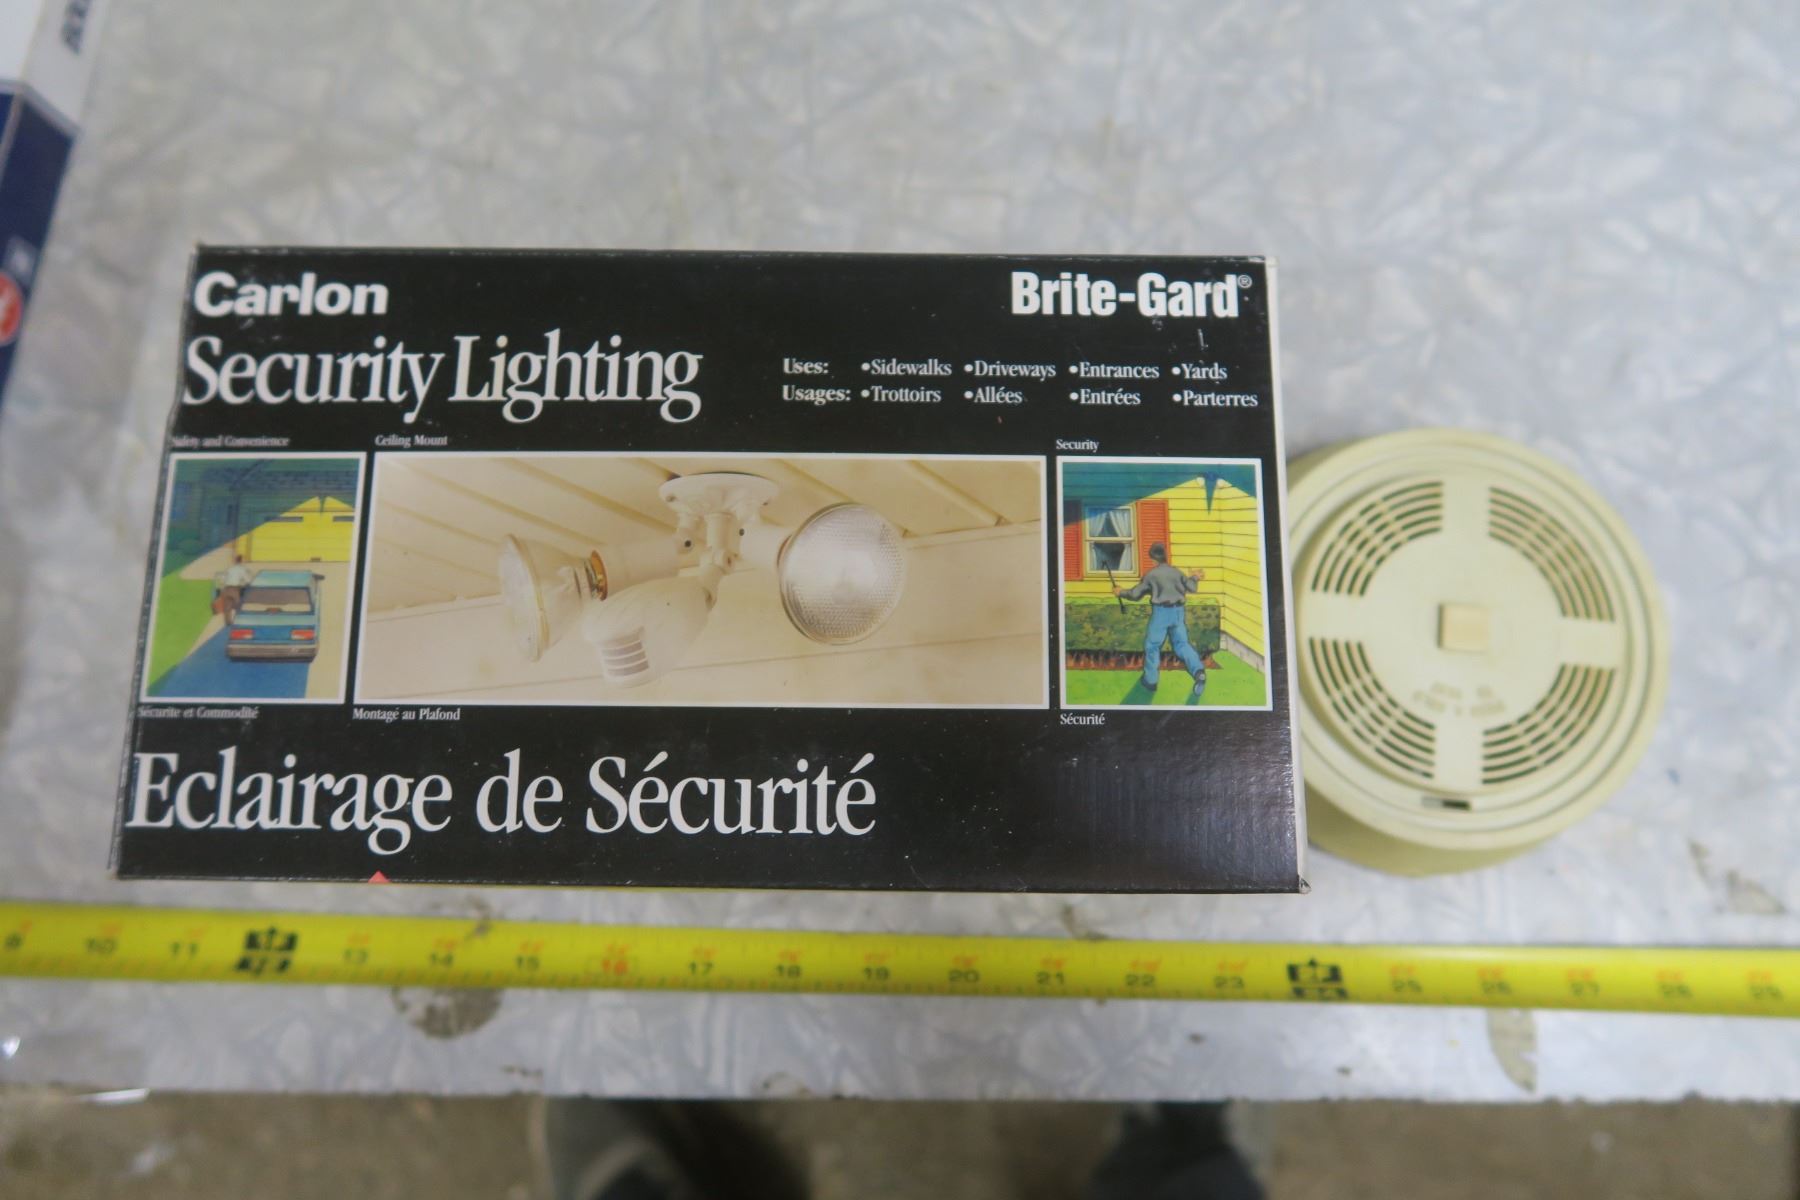 Carlon
Brite-Gard®
Security Lighting
Uses: •Sidewalks •Driveways •Entrances •Yards
Usages: •Trottoirs •Allées •Entrées •Parterres
Safety and Convenience
Ceiling Mount
Security
Sécurite et Commodité
Montage au Plafond
Sécurité
Eclairage de Sécurité
9 10 11 13 14 15 16 17 18 19 20 21 22 23 25 26 27 28 29